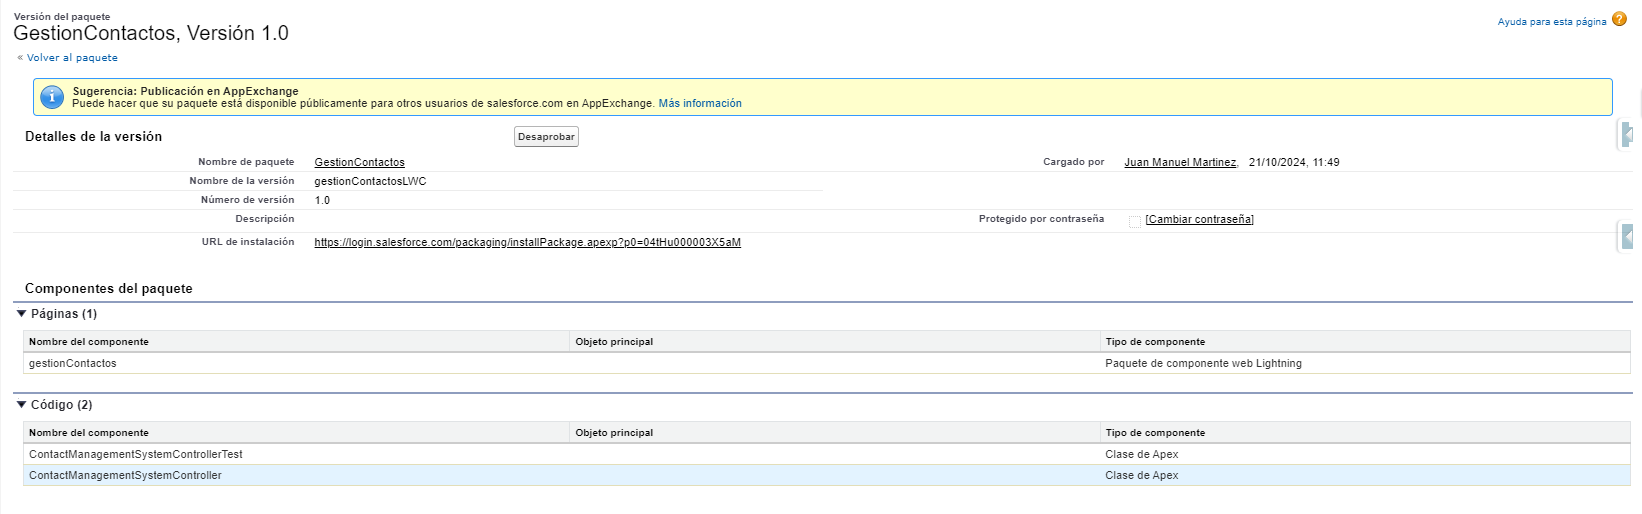 Versión del paquete
GestionContactos, Versión 1.0
Ayuda para esta página ?
« Volver al paquete
Sugerencia: Publicación en AppExchange
Puede hacer que su paquete está disponible públicamente para otros usuarios de salesforce.com en AppExchange. Más información
Detalles de la versión Desaprobar
Nombre de paquete GestionContactos Cargado por Juan Manuel Martinez, 21/10/2024, 11:49
Nombre de la versión gestionContactosLWC
Número de versión 1.0
Descripción Protegido por contraseña [Cambiar contraseña]
URL de instalación https://login.salesforce.com/packaging/installPackage.apexp?p0=04tHu000003X5aM
Componentes del paquete
Páginas (1)
Nombre del componente Objeto principal Tipo de componente
gestionContactos Paquete de componente web Lightning
Código (2)
Nombre del componente Objeto principal Tipo de componente
ContactManagementSystemControllerTest Clase de Apex
ContactManagementSystemController Clase de Apex